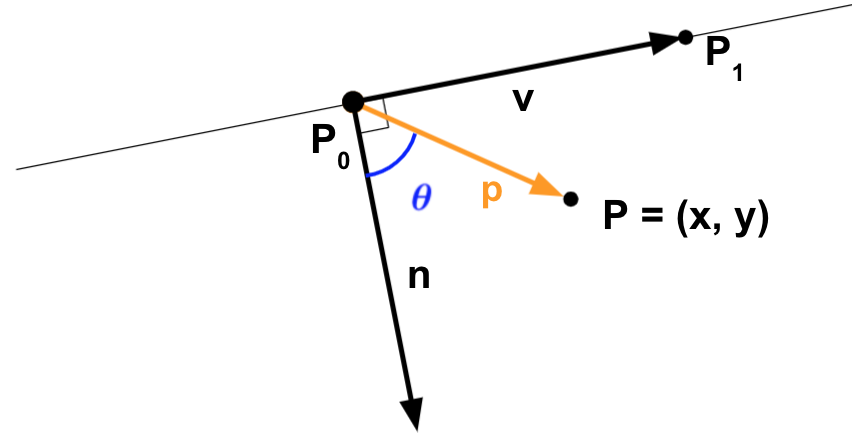 P₁
v
P₀
θ
p
P = (x, y)
n